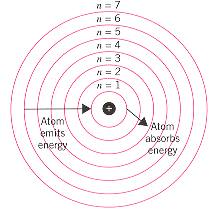 n = 7
n = 6
n = 5
n = 4
n = 3
n = 2
n = 1
+
Atom
emits
energy
Atom
absorbs
energy